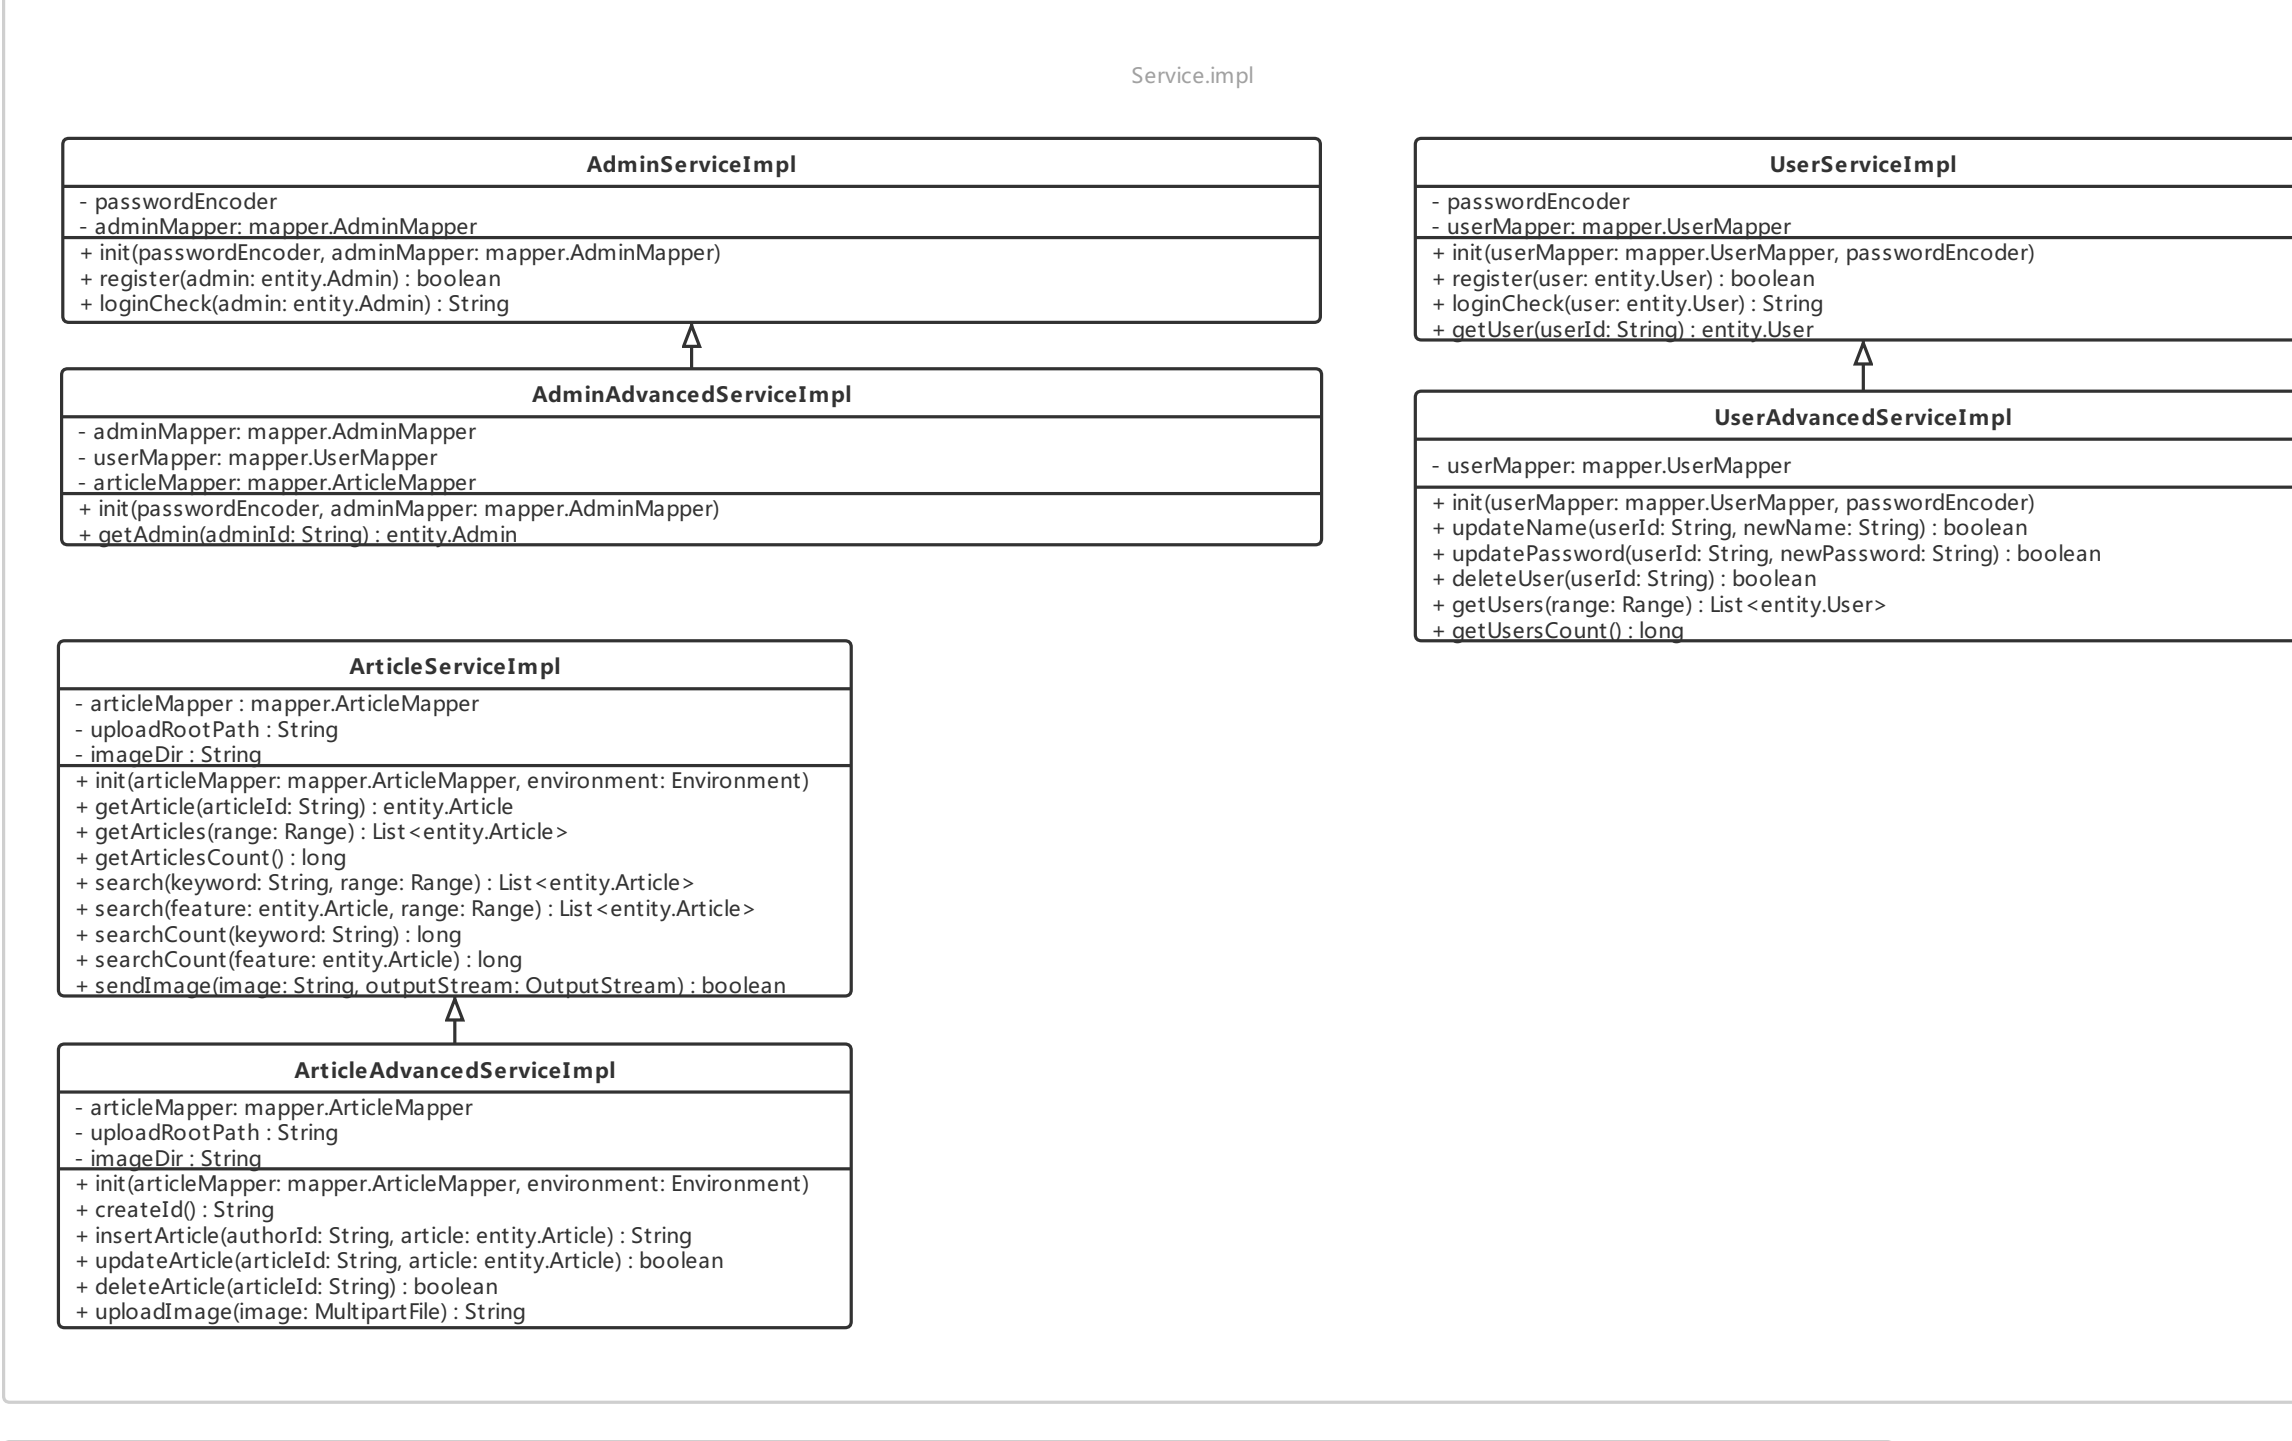 Service.impl
AdminServiceImpl
- passwordEncoder
- adminMapper: mapper.AdminMapper
+ init(passwordEncoder, adminMapper: mapper.AdminMapper)
+ register(admin: entity.Admin) : boolean
+ loginCheck(admin: entity.Admin) : String
AdminAdvancedServiceImpl
- adminMapper: mapper.AdminMapper
- userMapper: mapper.UserMapper
- articleMapper: mapper.ArticleMapper
+ init(passwordEncoder, adminMapper: mapper.AdminMapper)
+ getAdmin(adminId: String) : entity.Admin
UserServiceImpl
- passwordEncoder
- userMapper: mapper.UserMapper
+ init(userMapper: mapper.UserMapper, passwordEncoder)
+ register(user: entity.User) : boolean
+ loginCheck(user: entity.User) : String
+ getUser(userId: String) : entity.User
UserAdvancedServiceImpl
- userMapper: mapper.UserMapper
+ init(userMapper: mapper.UserMapper, passwordEncoder)
+ updateName(userId: String, newName: String) : boolean
+ updatePassword(userId: String, newPassword: String) : boolean
+ deleteUser(userId: String) : boolean
+ getUsers(range: Range) : List<entity.User>
+ getUsersCount() : long
ArticleServiceImpl
- articleMapper : mapper.ArticleMapper
- uploadRootPath : String
- imageDir : String
+ init(articleMapper: mapper.ArticleMapper, environment: Environment)
+ getArticle(articleId: String) : entity.Article
+ getArticles(range: Range) : List<entity.Article>
+ getArticlesCount() : long
+ search(keyword: String, range: Range) : List<entity.Article>
+ search(feature: entity.Article, range: Range) : List<entity.Article>
+ searchCount(keyword: String) : long
+ searchCount(feature: entity.Article) : long
+ sendImage(image: String, outputStream: OutputStream) : boolean
ArticleAdvancedServiceImpl
- articleMapper: mapper.ArticleMapper
- uploadRootPath : String
- imageDir : String
+ init(articleMapper: mapper.ArticleMapper, environment: Environment)
+ createId() : String
+ insertArticle(authorId: String, article: entity.Article) : String
+ updateArticle(articleId: String, article: entity.Article) : boolean
+ deleteArticle(articleId: String) : boolean
+ uploadImage(image: MultipartFile) : String